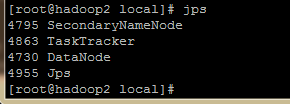 [root@hadoop2 local]# jps
4795 SecondaryNameNode
4863 TaskTracker
4730 DataNode
4955 Jps
[root@hadoop2 local]#